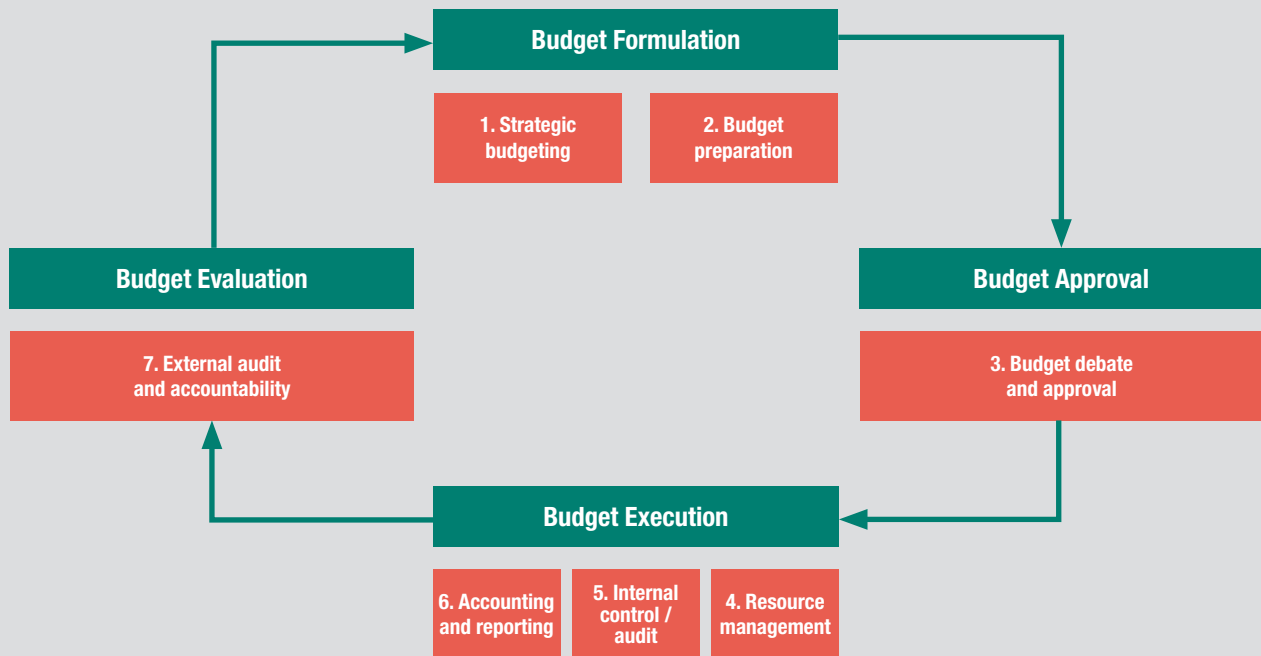 Budget Formulation
1. Strategic
budgeting
2. Budget
preparation
Budget Evaluation
Budget Approval
7. External audit
and accountability
3. Budget debate
and approval
Budget Execution
6. Accounting
and reporting
5. Internal
control /
audit
4. Resource
management